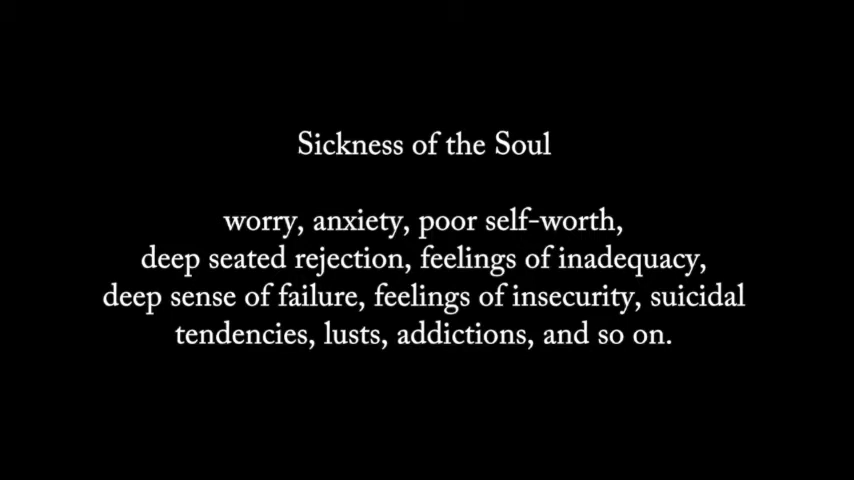 Sickness of the Soul
worry, anxiety, poor self-worth,
deep seated rejection, feelings of inadequacy,
deep sense of failure, feelings of insecurity, suicidal
tendencies, lusts, addictions, and so on.